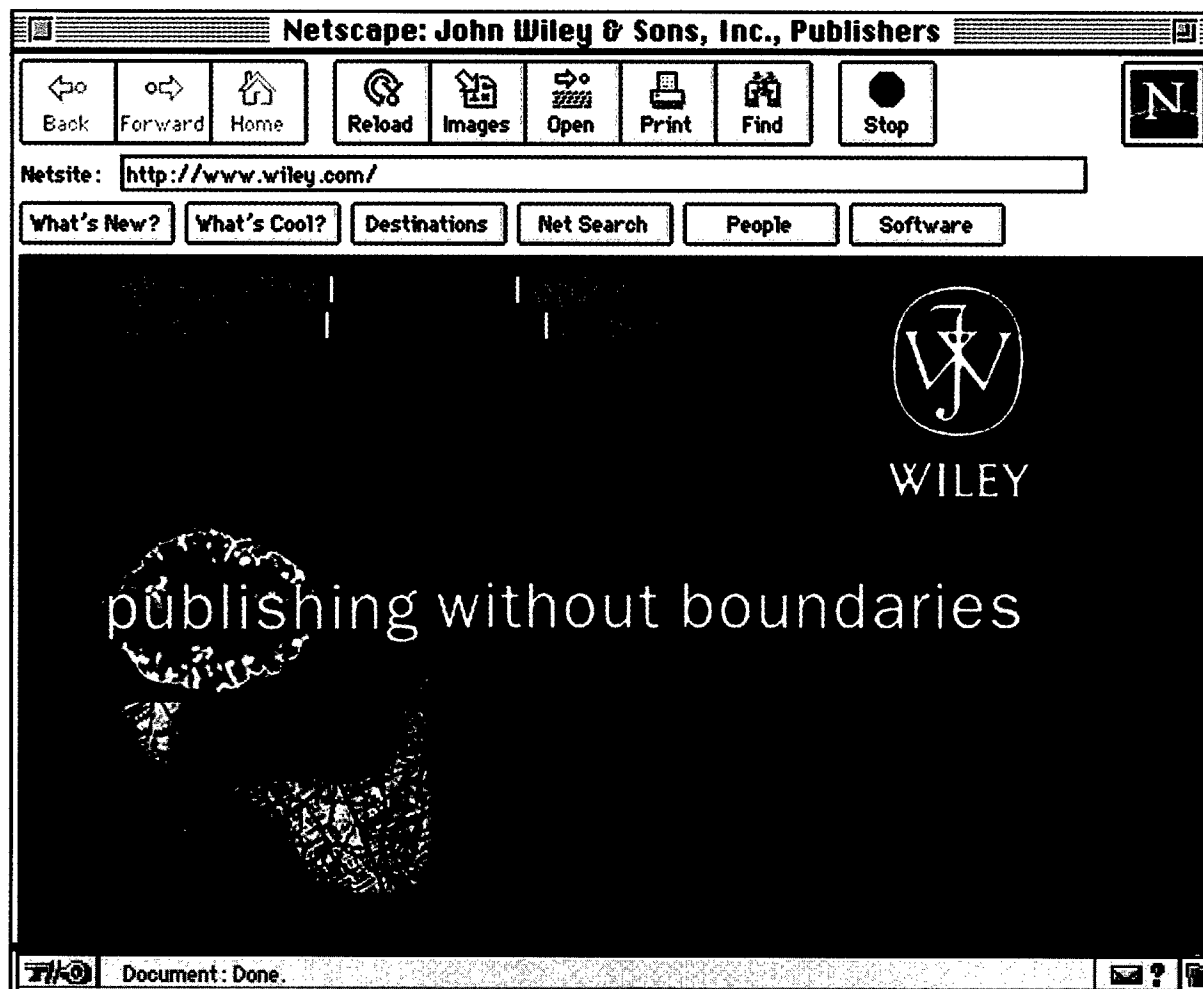 Netscape: John Wiley & Sons, Inc., Publishers
Back Forward Home Reload Images Open Print Find Stop
N
Netsite: http://www.wiley.com/
What's New? What's Cool? Destinations Net Search People Software
WILEY
publishing without boundaries
Document: Done.
?